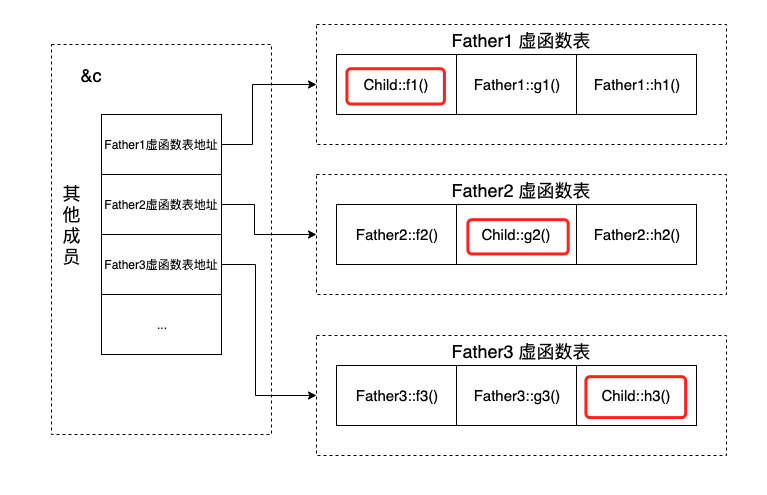 &c
其他成员
Father1虚函数表地址
Father2虚函数表地址
Father3虚函数表地址
...
Father1 虚函数表
Child::f1()
Father1::g1()
Father1::h1()
Father2 虚函数表
Father2::f2()
Child::g2()
Father2::h2()
Father3 虚函数表
Father3::f3()
Father3::g3()
Child::h3()